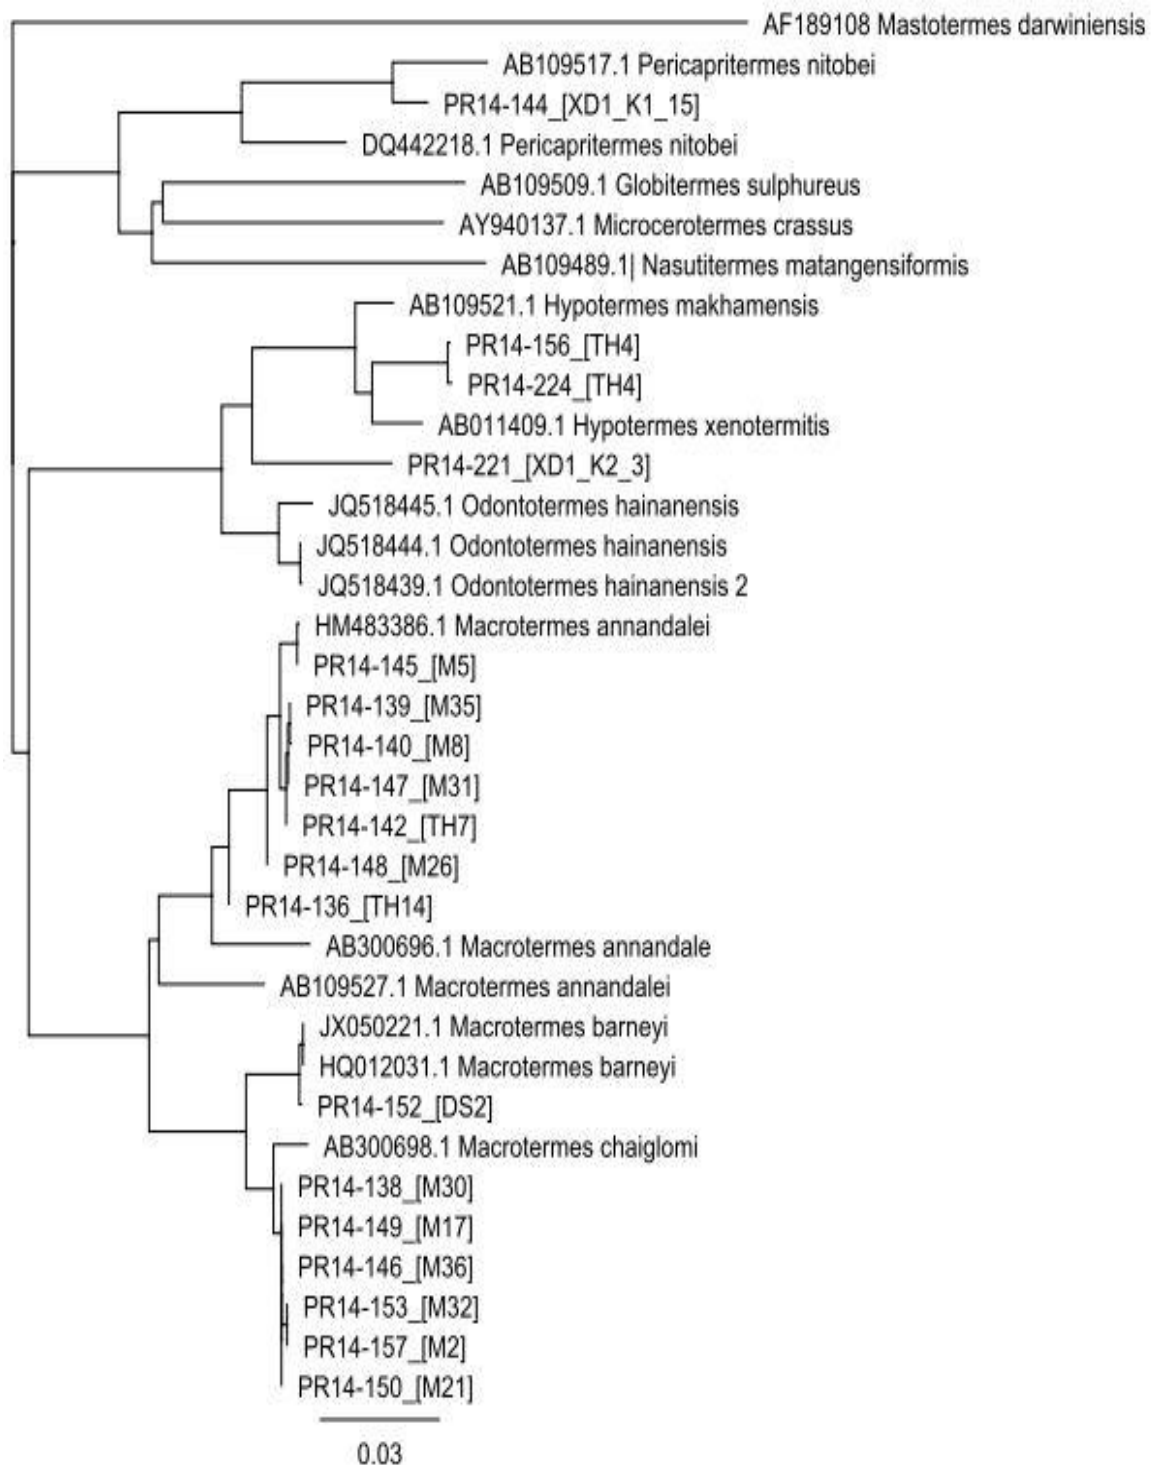 AF189108 Mastotermes darwiniensis
AB109517.1 Pericapritermes nitobei
PR14-144_[XD1_K1_15]
DQ442218.1 Pericapritermes nitobei
AB109509.1 Globitermes sulphureus
AY940137.1 Microcerotermes crassus
AB109489.1| Nasutitermes matangensiformis
AB109521.1 Hypotermes makhamensis
PR14-156_[TH4]
PR14-224_[TH4]
AB011409.1 Hypotermes xenotermitis
PR14-221_[XD1_K2_3]
JQ518445.1 Odontotermes hainanensis
JQ518444.1 Odontotermes hainanensis
JQ518439.1 Odontotermes hainanensis 2
HM483386.1 Macrotermes annandalei
PR14-145_[M5]
PR14-139_[M35]
PR14-140_[M8]
PR14-147_[M31]
PR14-142_[TH7]
PR14-148_[M26]
PR14-136_[TH14]
AB300696.1 Macrotermes annandale
AB109527.1 Macrotermes annandalei
JX050221.1 Macrotermes barneyi
HQ012031.1 Macrotermes barneyi
PR14-152_[DS2]
AB300698.1 Macrotermes chaiglomi
PR14-138_[M30]
PR14-149_[M17]
PR14-146_[M36]
PR14-153_[M32]
PR14-157_[M2]
PR14-150_[M21]
0.03